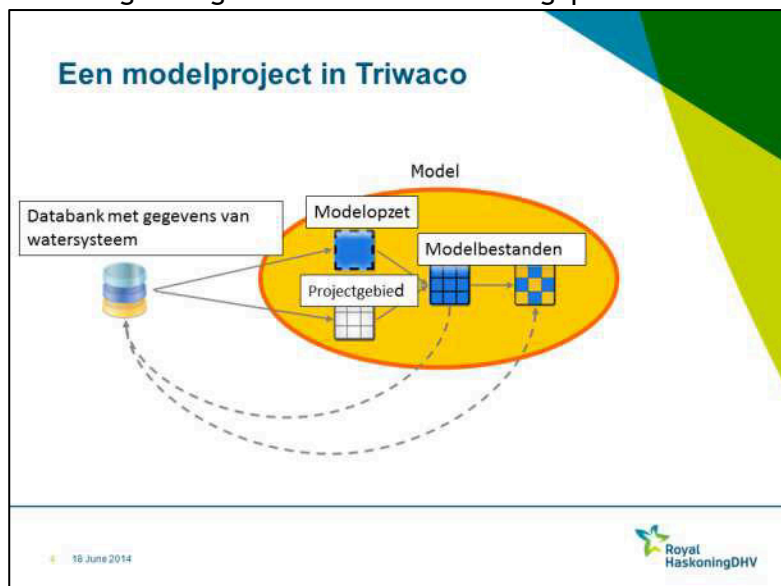 Een modelproject in Triwaco
Model
Databank met gegevens van
watersysteem
Modelopzet
Modelbestanden
Projectgebied
18 June 2014
Royal
HaskoningDHV